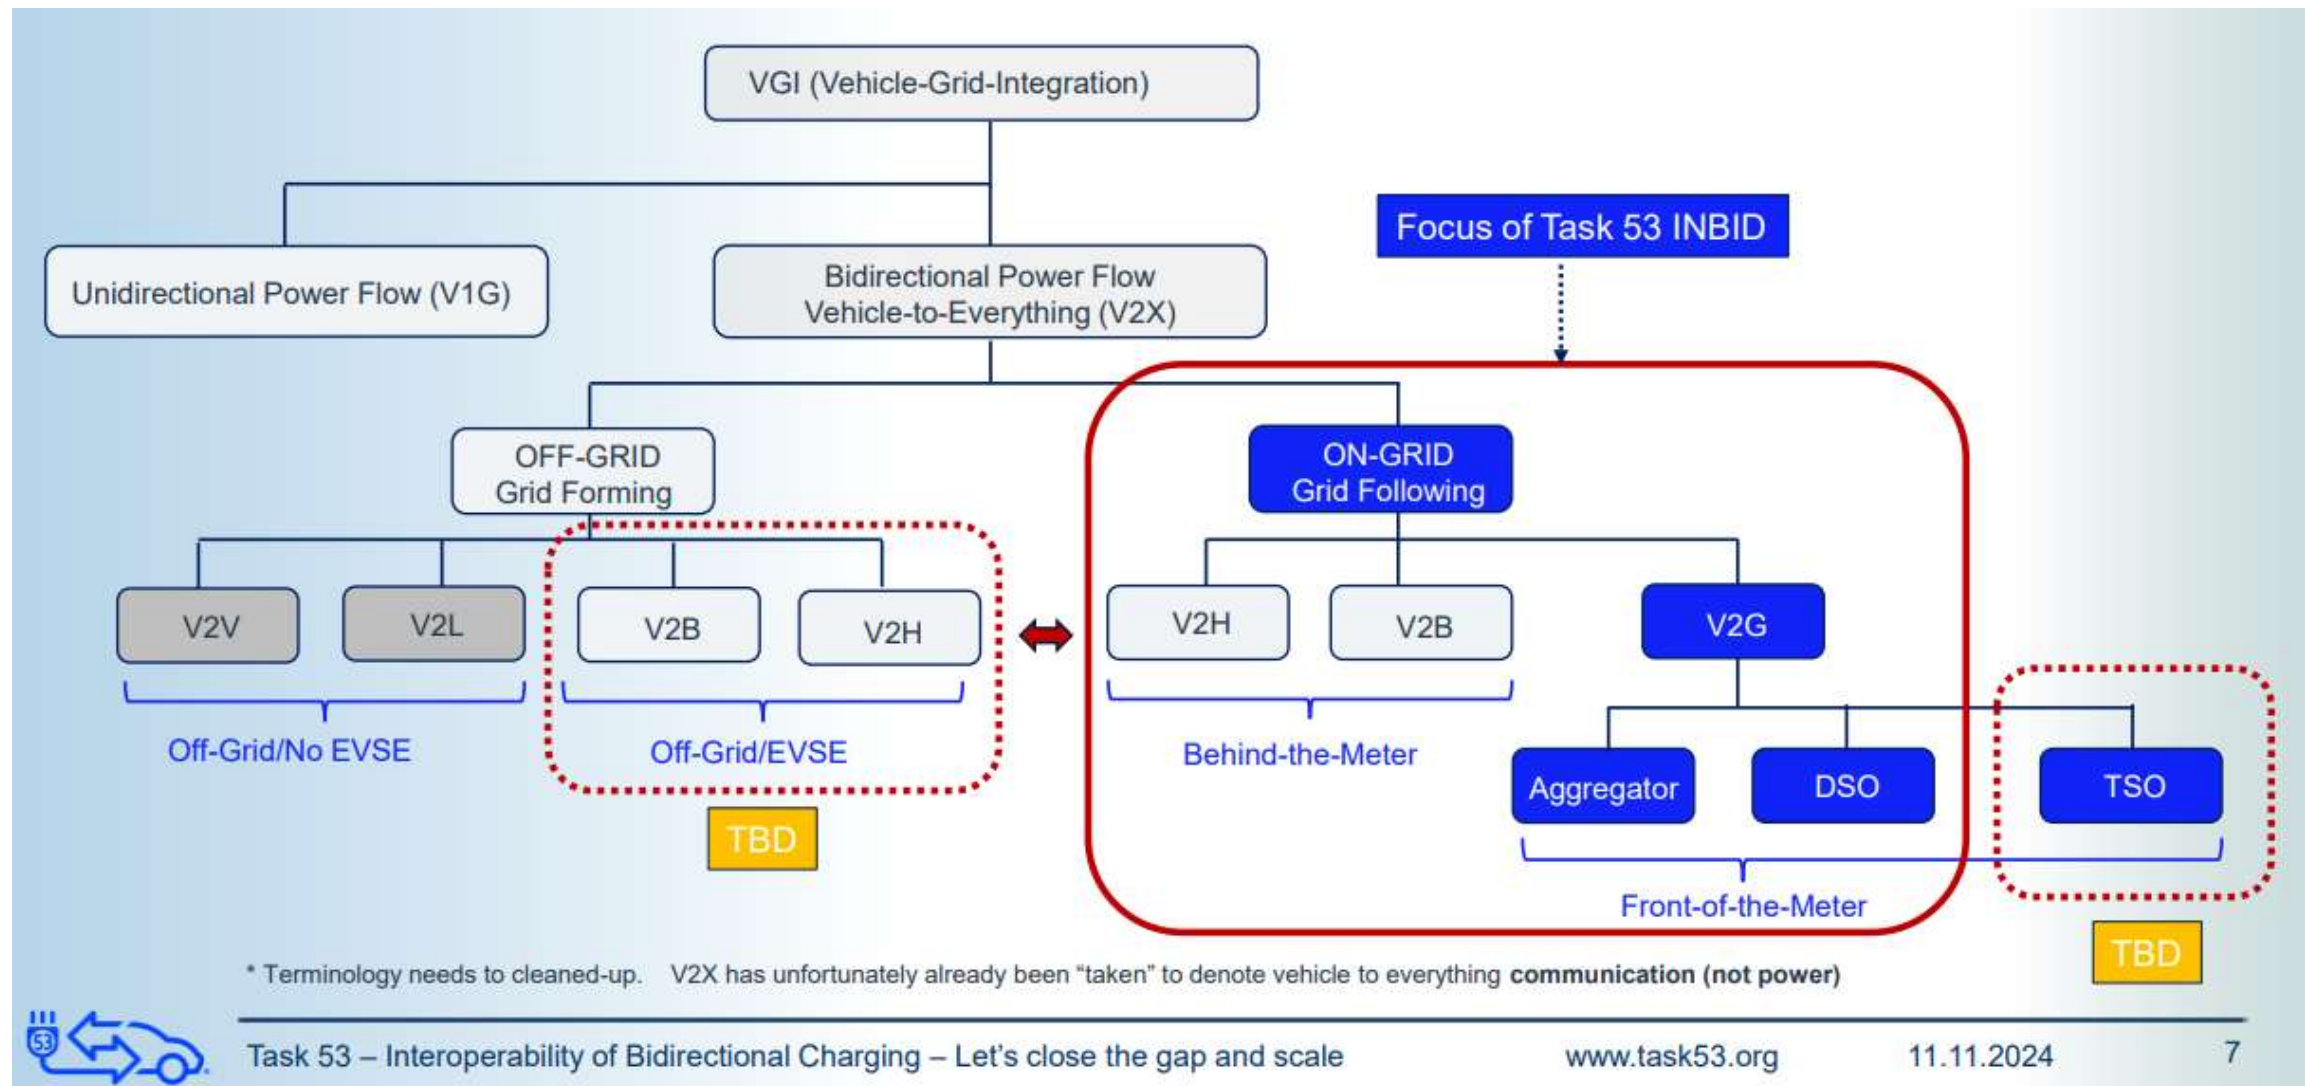 VGI (Vehicle-Grid-Integration)
Focus of Task 53 INBID
Unidirectional Power Flow (V1G)
Bidirectional Power Flow
Vehicle-to-Everything (V2X)
OFF-GRID
Grid Forming
ON-GRID
Grid Following
V2V
V2L
V2B
V2H
V2H
V2B
V2G
Off-Grid/No EVSE
Off-Grid/EVSE
Behind-the-Meter
Aggregator
DSO
TSO
TBD
Front-of-the-Meter
TBD
* Terminology needs to cleaned-up. V2X has unfortunately already been “taken” to denote vehicle to everything communication (not power)
53
Task 53 – Interoperability of Bidirectional Charging – Let’s close the gap and scale
www.task53.org
11.11.2024
7